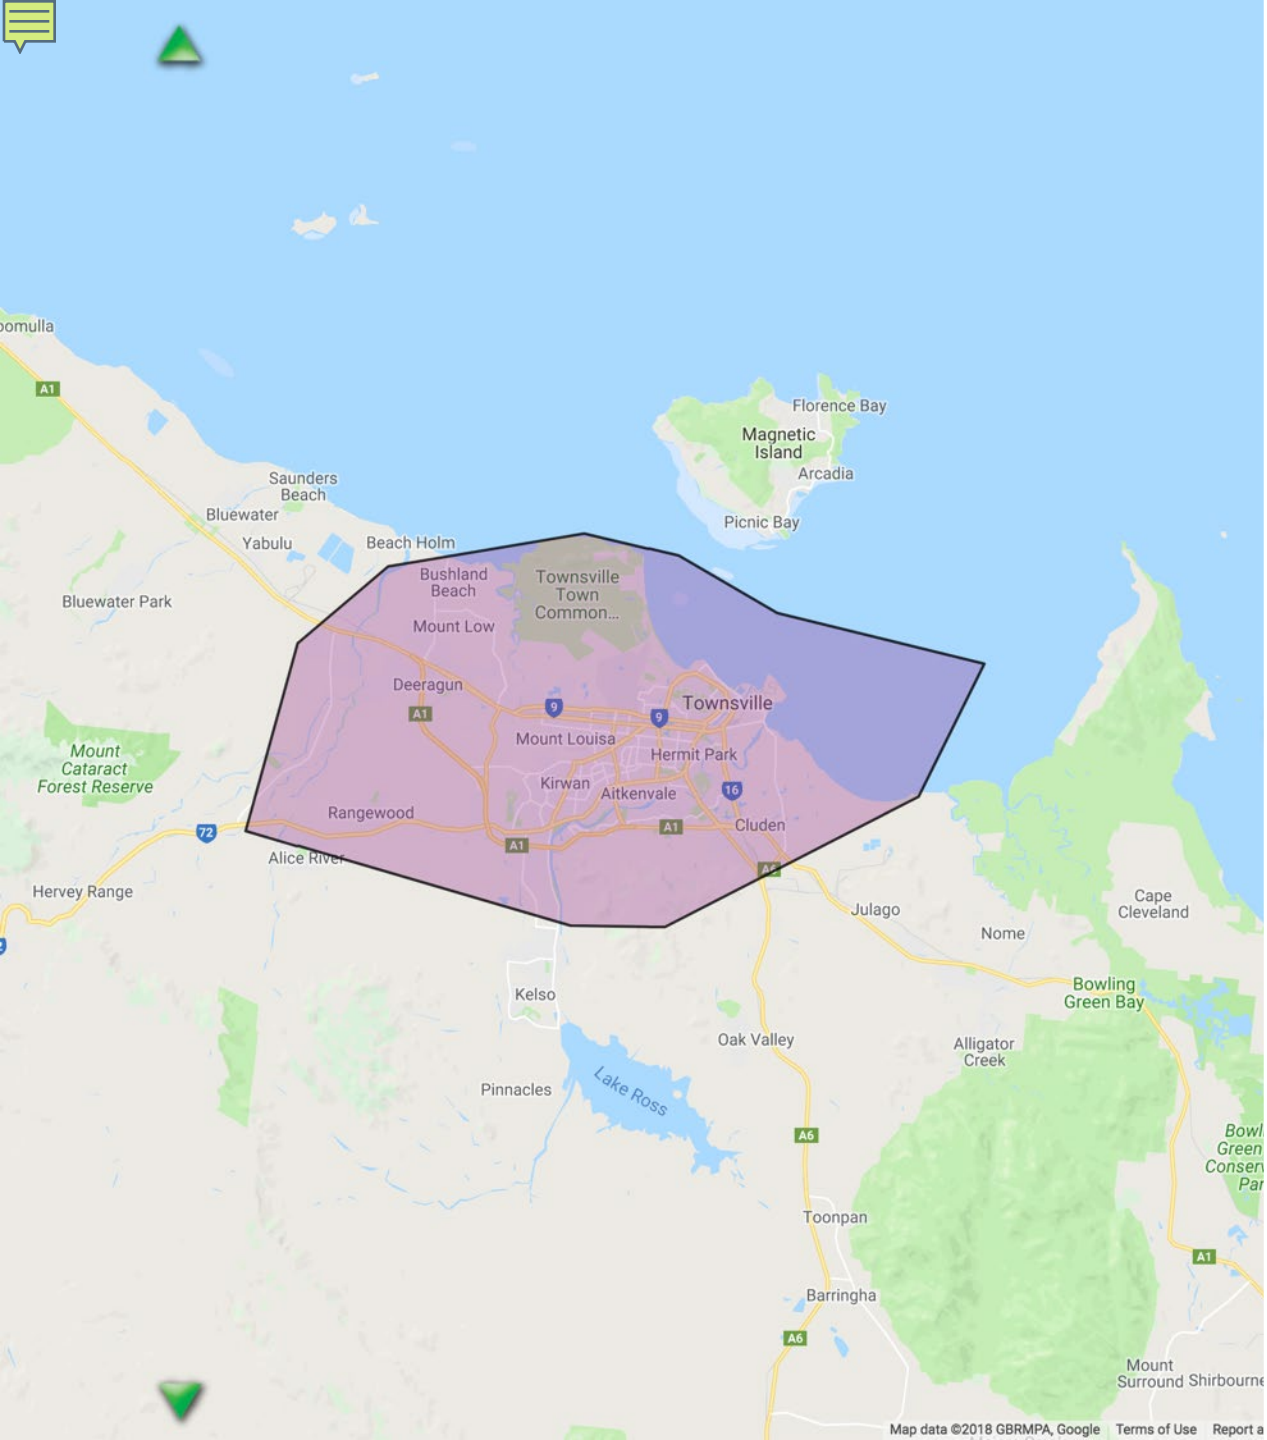 oomulla
A1
Florence Bay
Magnetic
Island
Arcadia
Picnic Bay
Saunders
Beach
Bluewater
Yabulu
Beach Holm
Bushland
Beach
Townsville
Town
Common...
Bluewater Park
Mount Low
Deeragun
A1
9
9
Townsville
Mount Louisa
Hermit Park
Mount
Cataract
Forest Reserve
Kirwan
Aitkenvale
16
Rangewood
72
A1
A1
Cluden
Alice River
A6
Hervey Range
Julago
Cape
Cleveland
Nome
Kelso
Bowling
Green Bay
Oak Valley
Alligator
Creek
Pinnacles
Lake Ross
A6
Bowl
Green
Conserv
Par
Toonpan
A1
Barringha
A6
Mount
Surround
Shirbourne
Map data ©2018 GBRMPA, Google
Terms of Use
Report a